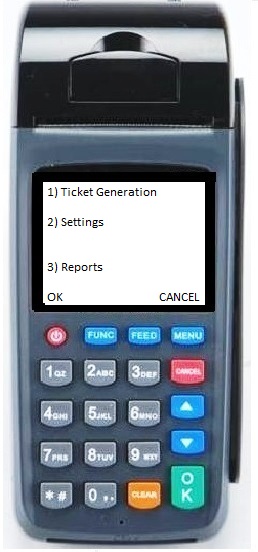 1) Ticket Generation
2) Settings
3) Reports
OK CANCEL
FUNC FEED MENU
1QZ 2ABC 3DEF CANCEL
4GHI 5JKL 6MNO
7PRS 8TUV 9WXY
* # 0 CLEAR OK